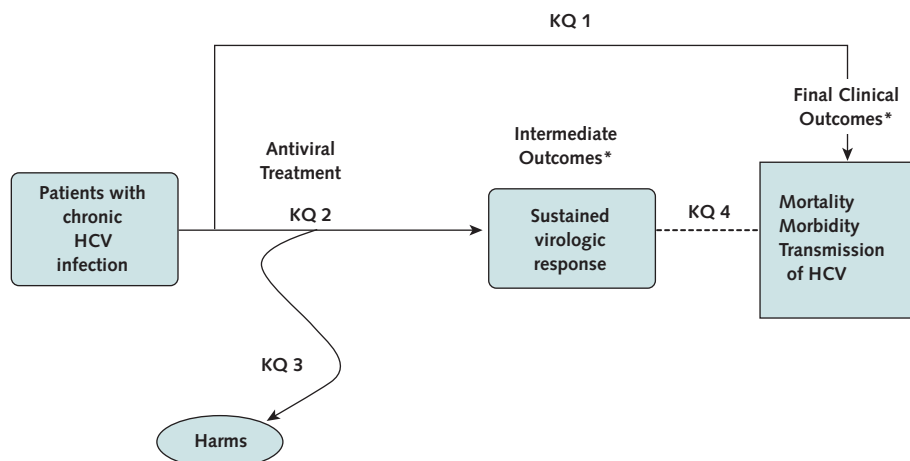 KQ 1
Final Clinical
Outcomes*
Antiviral
Treatment
Intermediate
Outcomes*
Patients with
chronic
HCV
infection
KQ 2
Sustained
virologic
response
KQ 4
Mortality
Morbidity
Transmission
of HCV
KQ 3
Harms